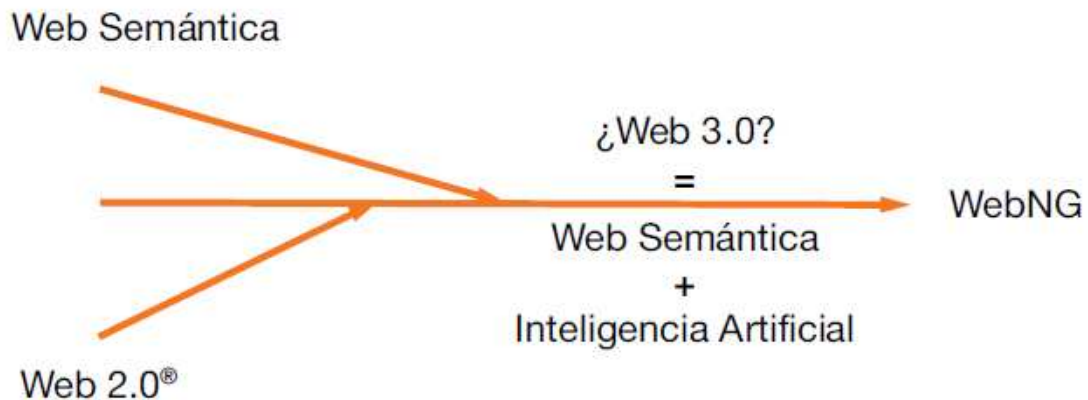 Web Semántica
¿Web 3.0?
=
WebNG
Web Semántica
+
Inteligencia Artificial
Web 2.0®